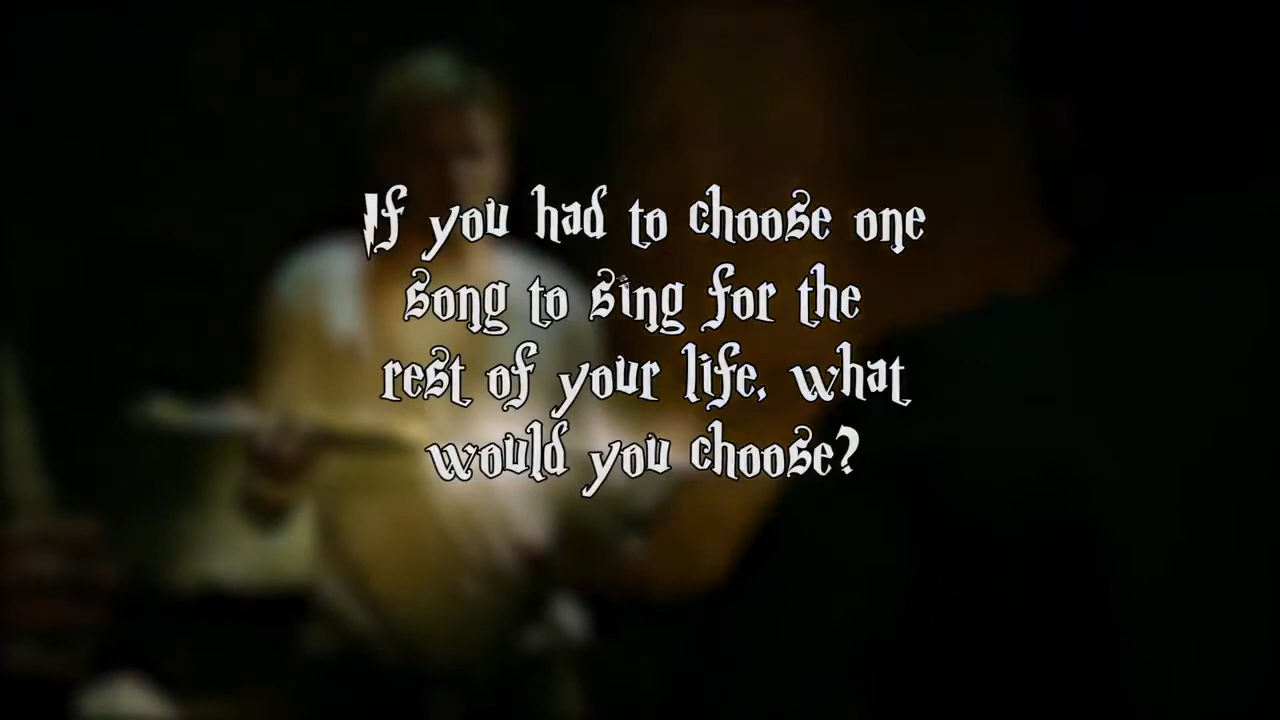 If you had to choose one
song to sing for the
rest of your life, what
would you choose?